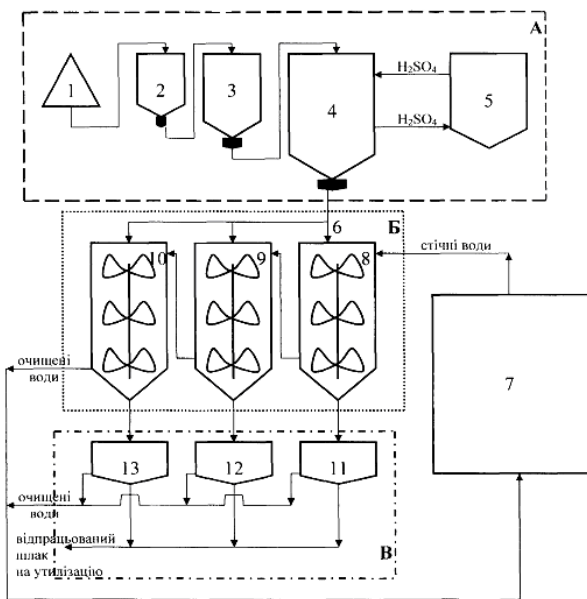 А
1
2
3
4
5
H₂SO₄
H₂SO₄
6
Б
10
9
8
стічні води
7
очищені
води
13
12
11
очищені
води
відпрацьований
шлак
на утилізацію
В